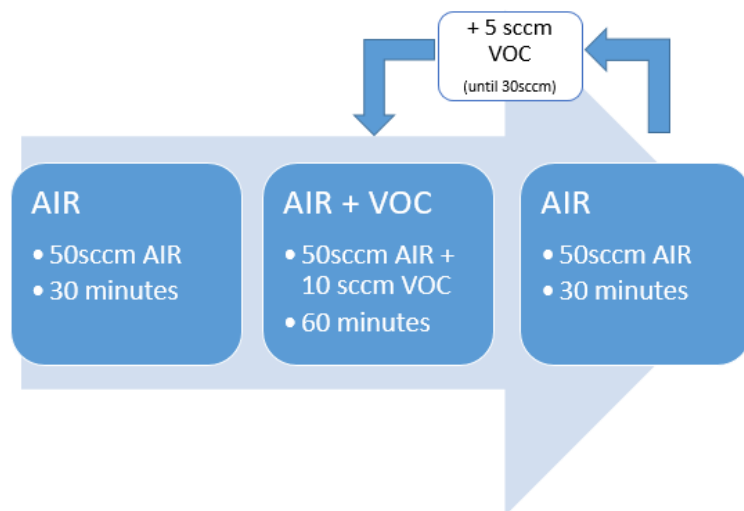 + 5 sccm
VOC
(until 30sccm)
AIR
• 50sccm AIR
• 30 minutes
AIR + VOC
• 50sccm AIR +
10 sccm VOC
• 60 minutes
AIR
• 50sccm AIR
• 30 minutes